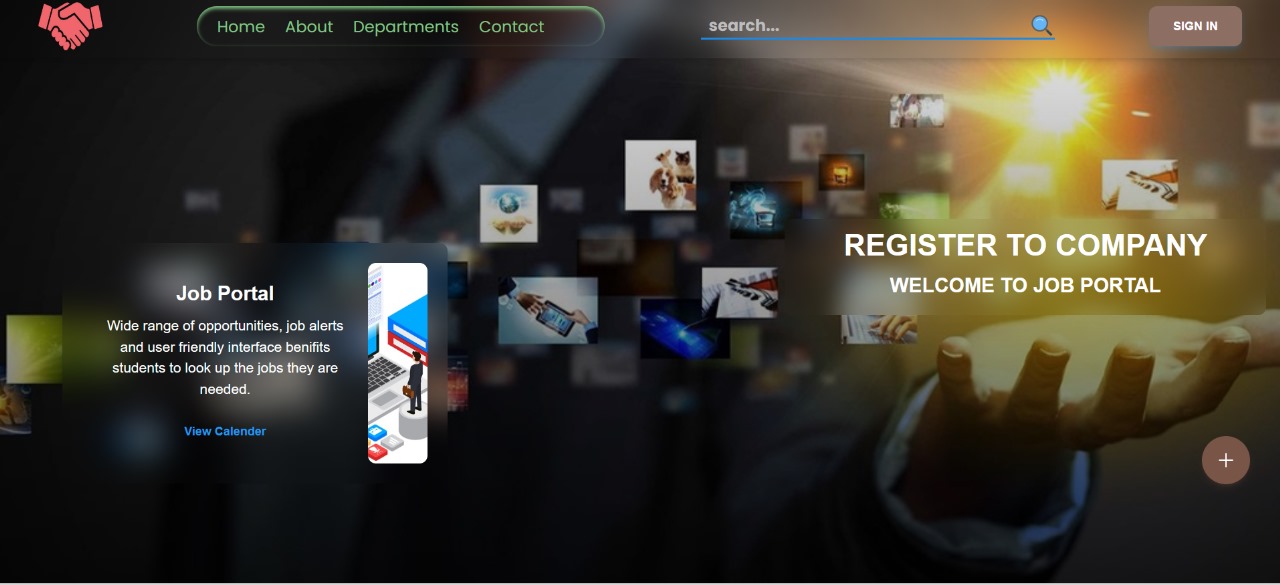 Home About Departments Contact
search...
SIGN IN
REGISTER TO COMPANY
WELCOME TO JOB PORTAL
Job Portal
Wide range of opportunities, job alerts
and user friendly interface benifits
students to look up the jobs they are
needed.
View Calender
+